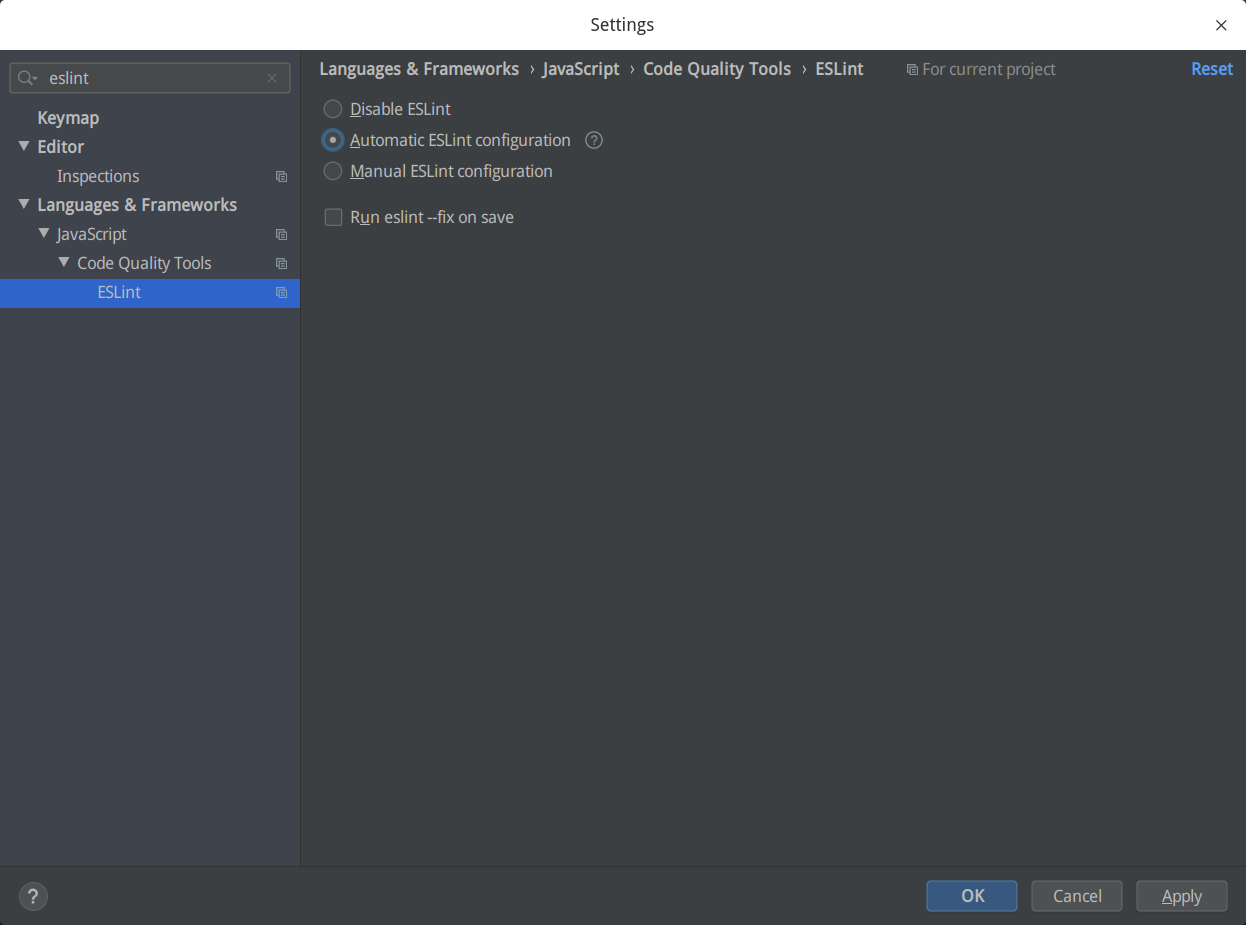 Settings
eslint
Keymap
Editor
Inspections
Languages & Frameworks
JavaScript
Code Quality Tools
ESLint
Languages & Frameworks › JavaScript › Code Quality Tools › ESLint For current project Reset
Disable ESLint
Automatic ESLint configuration ?
Manual ESLint configuration
Run eslint --fix on save
? OK Cancel Apply